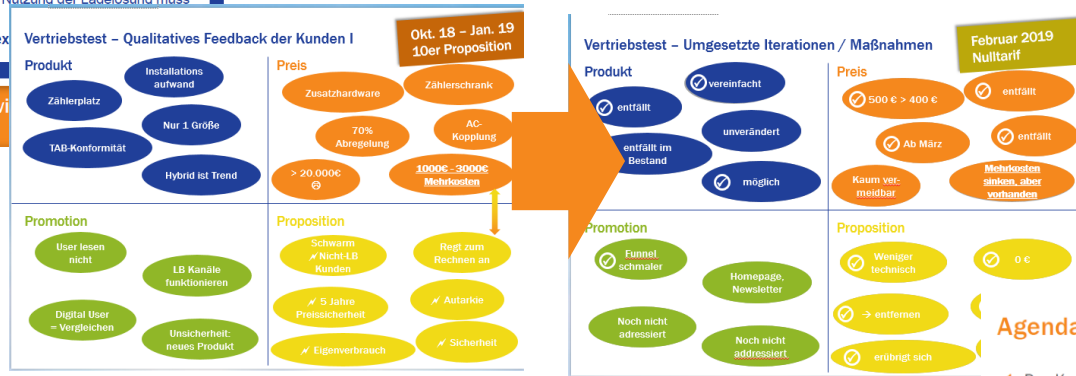 Nutzung der Ladelösung muss
Vertriebstest – Qualitatives Feedback der Kunden I
Okt. 18 – Jan. 19
10er Proposition
Produkt
Installations
aufwand
Zählerplatz
Nur 1 Größe
TAB-Konformität
Hybrid ist Trend
Preis
Zusatzhardware
Zählerschrank
70%
Abregelung
AC-
Kopplung
> 20.000€
☹
1000€ - 3000€
Mehrkosten
Promotion
User lesen
nicht
LB Kanäle
funktionieren
Digital User
= Vergleichen
Unsicherheit:
neues Produkt
Proposition
Schwarm
Nicht-LB
Kunden
Regt zum
Rechnen an
5 Jahre
Preissicherheit
Autarkie
Eigenverbrauch
Sicherheit
Vertriebstest – Umgesetzte Iterationen / Maßnahmen
Februar 2019
Nulltarif
Produkt
vereinfacht
entfällt
unverändert
entfällt im
Bestand
möglich
Preis
500 € > 400 €
entfällt
Ab März
entfällt
Kaum ver-
meidbar
Mehrkosten
sinken, aber
vorhanden
Promotion
Funnel
schmaler
Homepage,
Newsletter
Noch nicht
adressiert
Noch nicht
addressiert
Proposition
Weniger
technisch
0 €
→ entfernen
erübrigt sich
Agenda